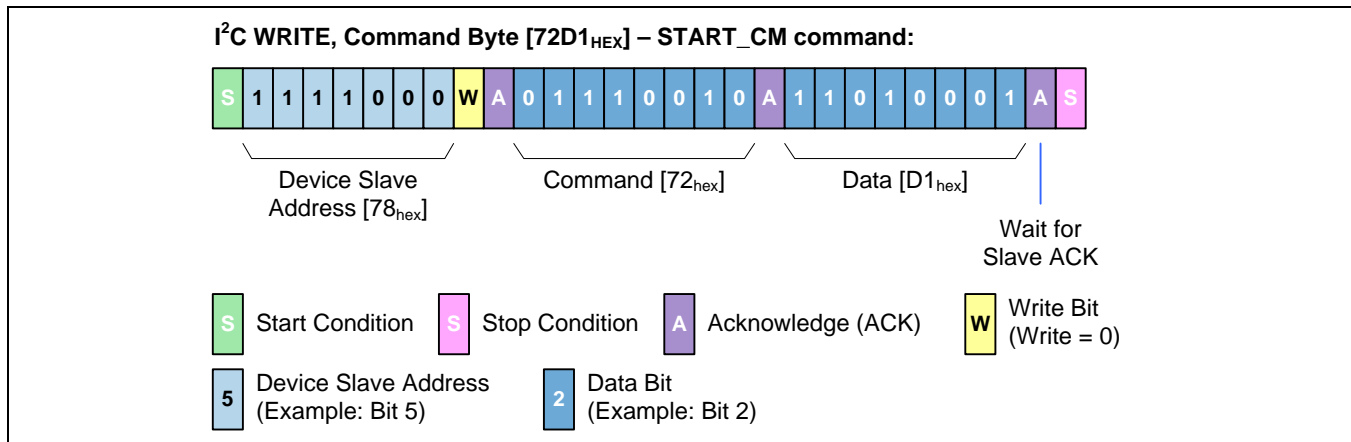 I²C WRITE, Command Byte [72D1HEX] – START_CM command:
S 1 1 1 1 0 0 0 W A 0 1 1 1 0 0 1 0 A 1 1 0 1 0 0 0 1 A S
Device Slave Address [78hex]
Command [72hex]
Data [D1hex]
Wait for Slave ACK
S Start Condition
S Stop Condition
A Acknowledge (ACK)
W Write Bit (Write = 0)
5 Device Slave Address (Example: Bit 5)
2 Data Bit (Example: Bit 2)